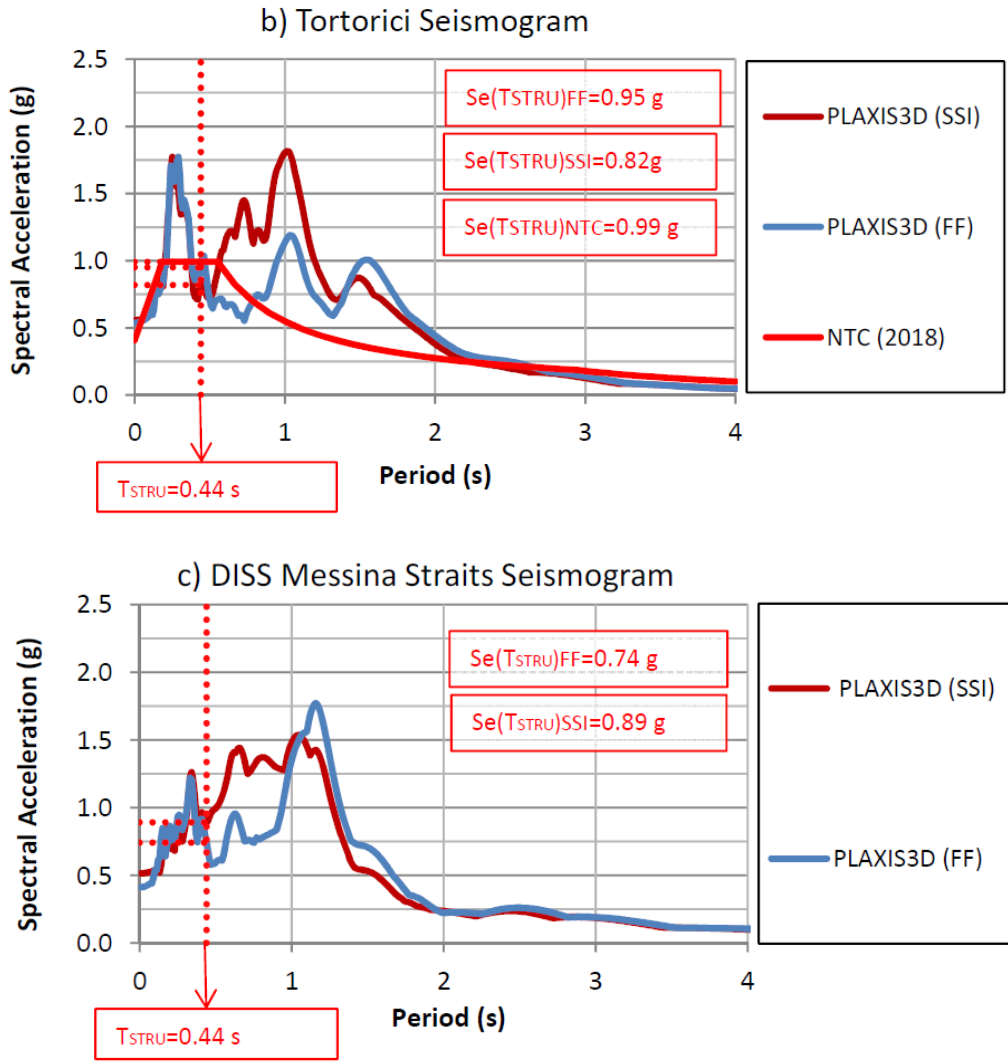 b) Tortorici Seismogram
Spectral Acceleration (g)
2.5
2.0
1.5
1.0
0.5
0.0
0 1 2 3 4
Period (s)
Se(TSTRU)FF=0.95 g
Se(TSTRU)SSI=0.82g
Se(TSTRU)NTC=0.99 g
TSTRU=0.44 s
PLAXIS3D (SSI)
PLAXIS3D (FF)
NTC (2018)
c) DISS Messina Straits Seismogram
Spectral Acceleration (g)
2.5
2.0
1.5
1.0
0.5
0.0
0 1 2 3 4
Period (s)
Se(TSTRU)FF=0.74 g
Se(TSTRU)SSI=0.89 g
TSTRU=0.44 s
PLAXIS3D (SSI)
PLAXIS3D (FF)